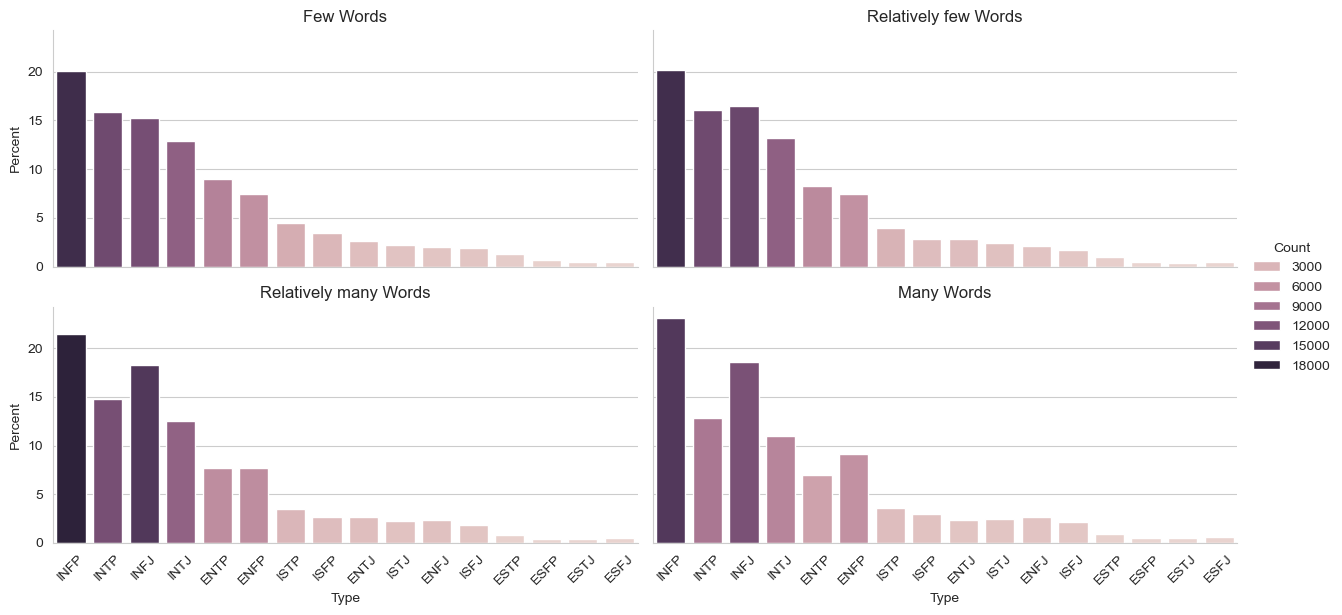 Few Words
Relatively few Words
Percent
20
15
10
5
0
Relatively many Words
Many Words
Percent
20
15
10
5
0
INFP INTP INFJ INTJ ENTP ENFP ISTP ISFP ENTJ ISTJ ENFJ ISFJ ESTP ESFP ESTJ ESFJ
Type
INFP INTP INFJ INTJ ENTP ENFP ISTP ISFP ENTJ ISTJ ENFJ ISFJ ESTP ESFP ESTJ ESFJ
Type
Count
3000
6000
9000
12000
15000
18000